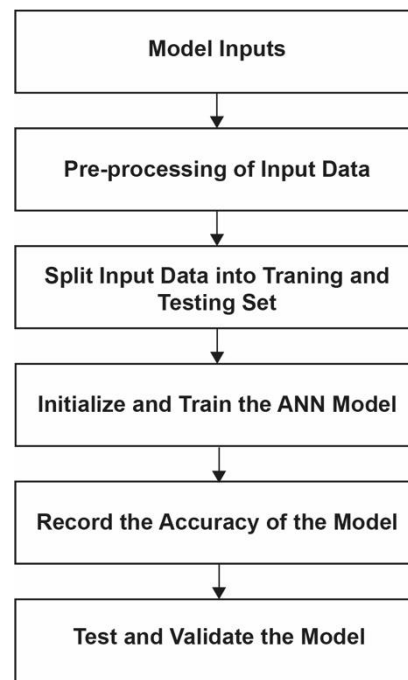 Model Inputs
Pre-processing of Input Data
Split Input Data into Traning and
Testing Set
Initialize and Train the ANN Model
Record the Accuracy of the Model
Test and Validate the Model